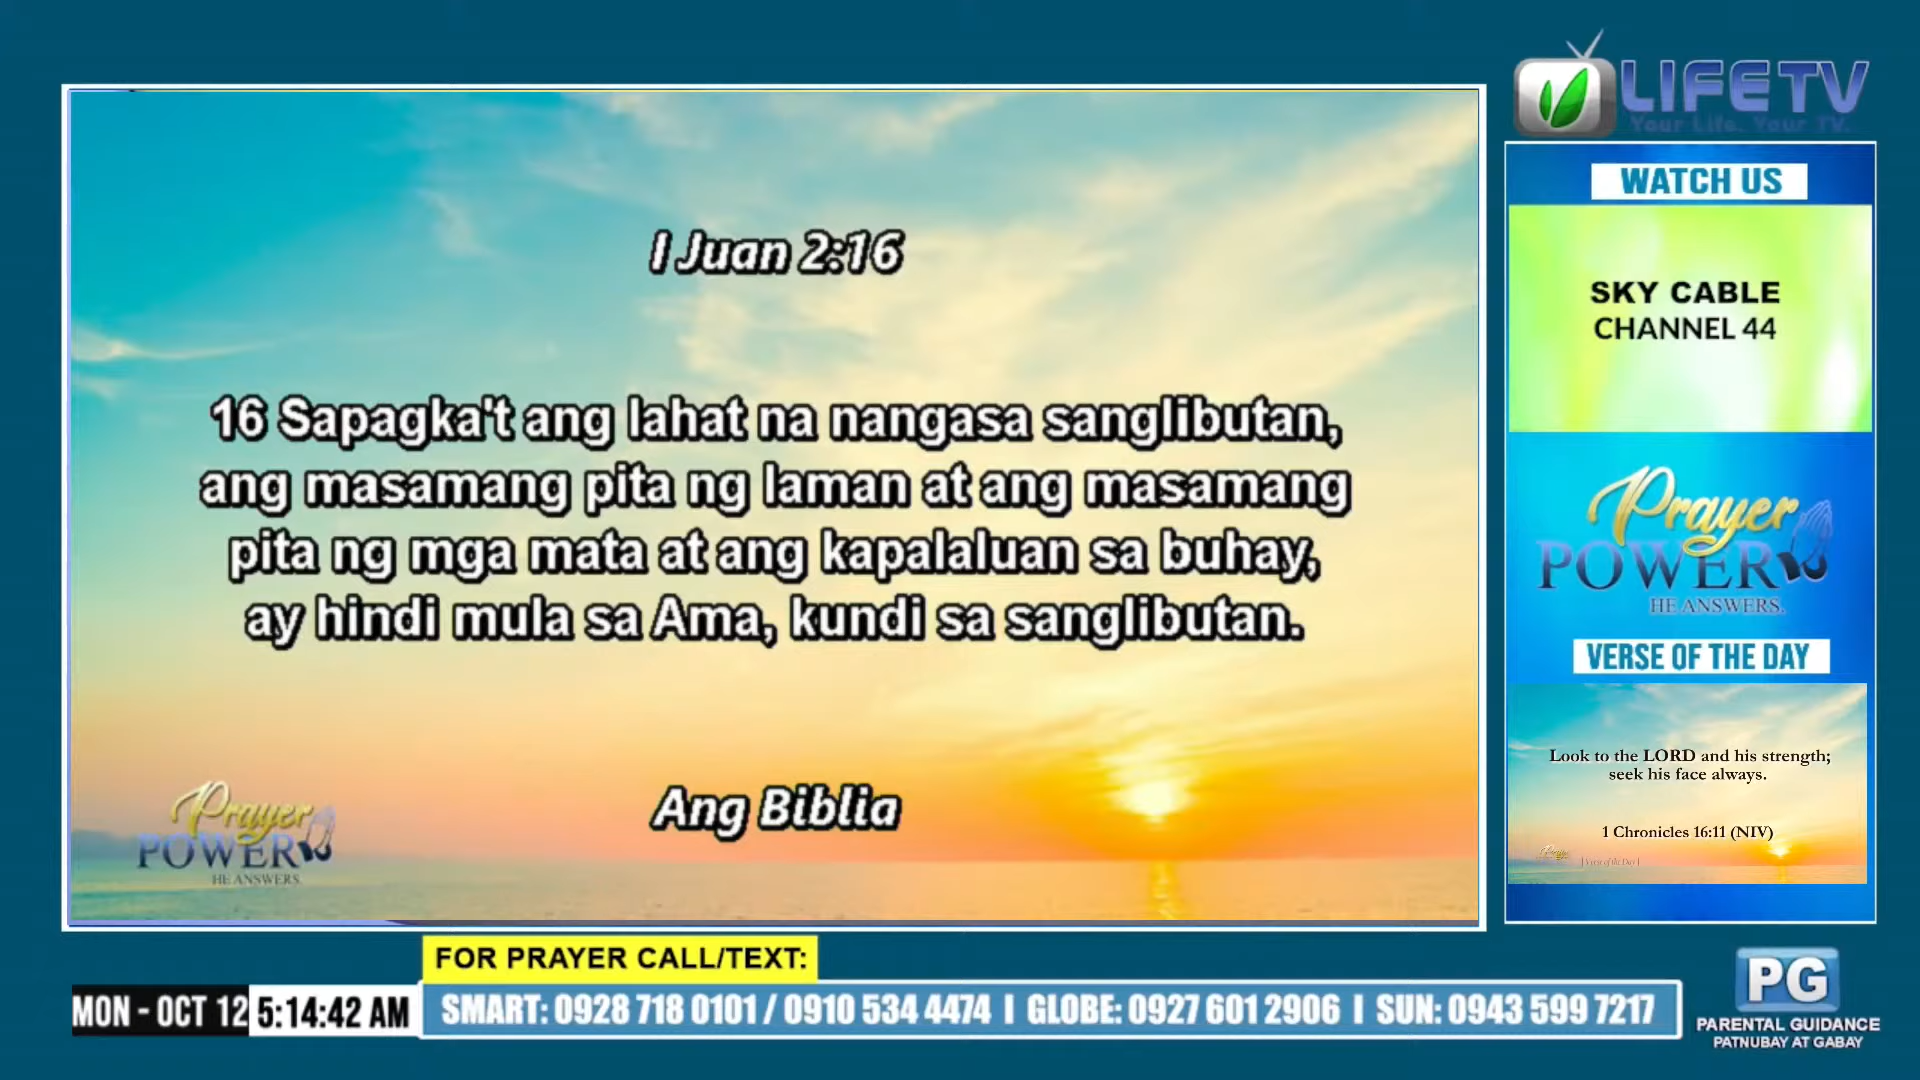 LIFETV
Your Life. Your TV.
I Juan 2:16
16 Sapagka't ang lahat na nangasa sanglibutan,
ang masamang pita ng laman at ang masamang
pita ng mga mata at ang kapalaluan sa buhay,
ay hindi mula sa Ama, kundi sa sanglibutan.
Ang Biblia
Prayer
POWER
HE ANSWERS.
WATCH US
SKY CABLE
CHANNEL 44
Prayer
POWER
HE ANSWERS.
VERSE OF THE DAY
Look to the LORD and his strength;
seek his face always.
1 Chronicles 16:11 (NIV)
Prayer
| Verse of the Day |
FOR PRAYER CALL/TEXT:
MON - OCT 12 5:14:42 AM
SMART: 0928 718 0101 / 0910 534 4474 I GLOBE: 0927 601 2906 I SUN: 0943 599 7217
PG
PARENTAL GUIDANCE
PATNUBAY AT GABAY